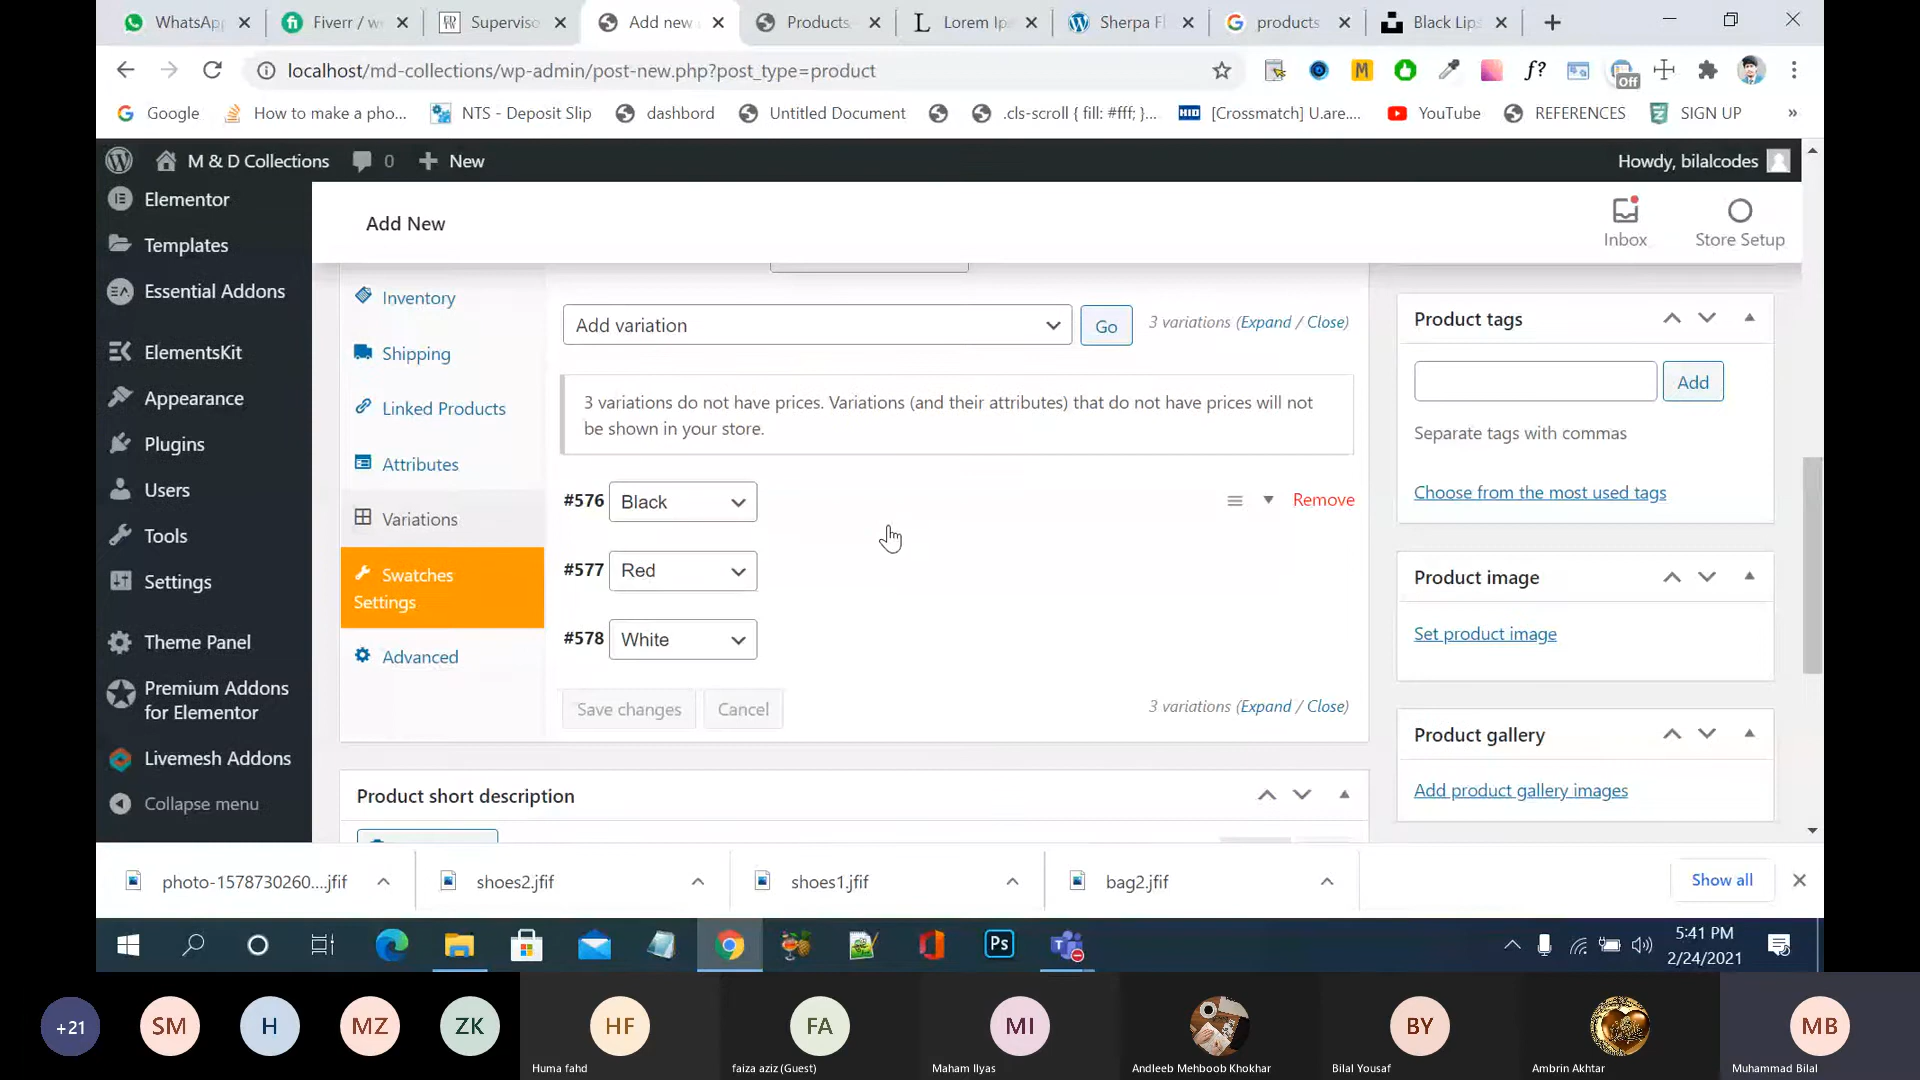 WhatsApp
Fiverr / w
Superviso
Add new
Products
Lorem Ip
Sherpa Fl
products
Black Lips
localhost/md-collections/wp-admin/post-new.php?post_type=product
Off
Google
How to make a pho...
NTS - Deposit Slip
dashbord
Untitled Document
.cls-scroll { fill: #fff; }...
HID
[Crossmatch] U.are....
YouTube
REFERENCES
SIGN UP
»
M & D Collections
0
New
Howdy, bilalcodes
Elementor
Templates
Essential Addons
ElementsKit
Appearance
Plugins
Users
Tools
Settings
Theme Panel
Premium Addons
for Elementor
Livemesh Addons
Collapse menu
Add New
Inbox
Store Setup
Inventory
Shipping
Linked Products
Attributes
Variations
Swatches
Settings
Advanced
Add variation
Go
3 variations (Expand / Close)
3 variations do not have prices. Variations (and their attributes) that do not have prices will not
be shown in your store.
#576 Black
Remove
#577 Red
#578 White
Save changes
Cancel
3 variations (Expand / Close)
Product short description
Product tags
Add
Separate tags with commas
Choose from the most used tags
Product image
Set product image
Product gallery
Add product gallery images
photo-1578730260....jfif
shoes2.jfif
shoes1.jfif
bag2.jfif
Show all
Ps
5:41 PM
2/24/2021
+21
SM
H
MZ
ZK
HF
Huma fahd
FA
faiza aziz (Guest)
MI
Maham Ilyas
Andleeb Mehboob Khokhar
BY
Bilal Yousaf
Ambrin Akhtar
MB
Muhammad Bilal